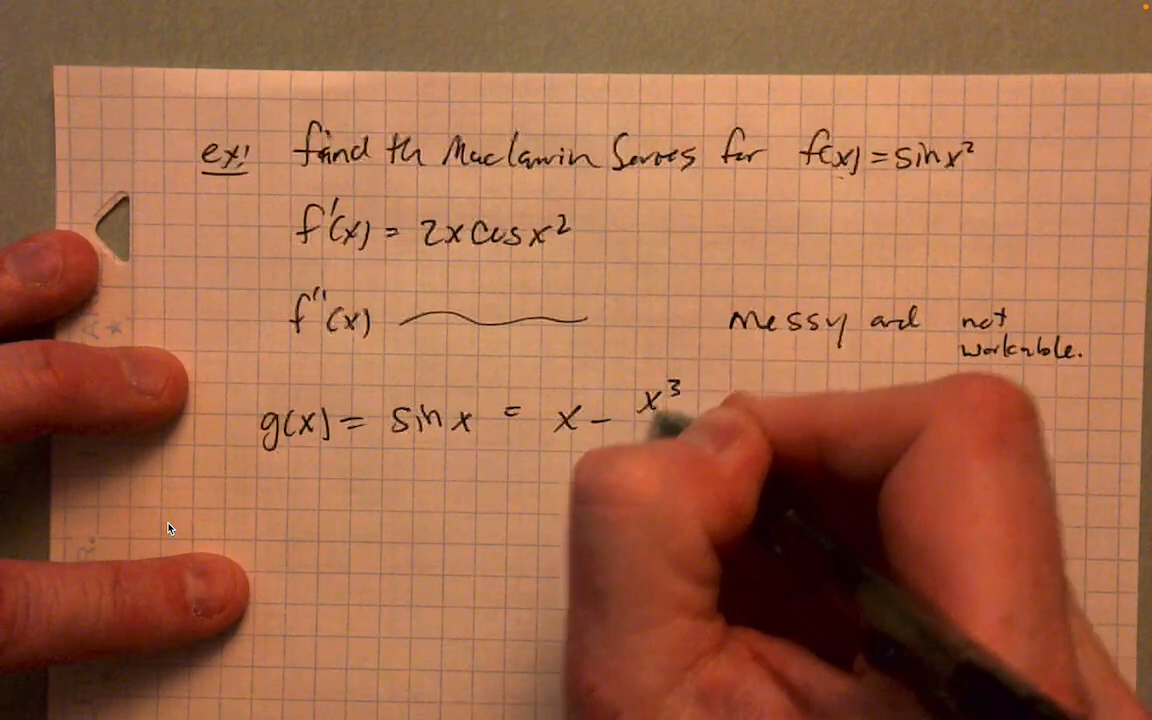 ex! find th Maclaurin Series for f(x) = sin x²
f'(x) = 2x cos x²
f''(x)
messy and not
workable.
g(x) = sin x = x - x³